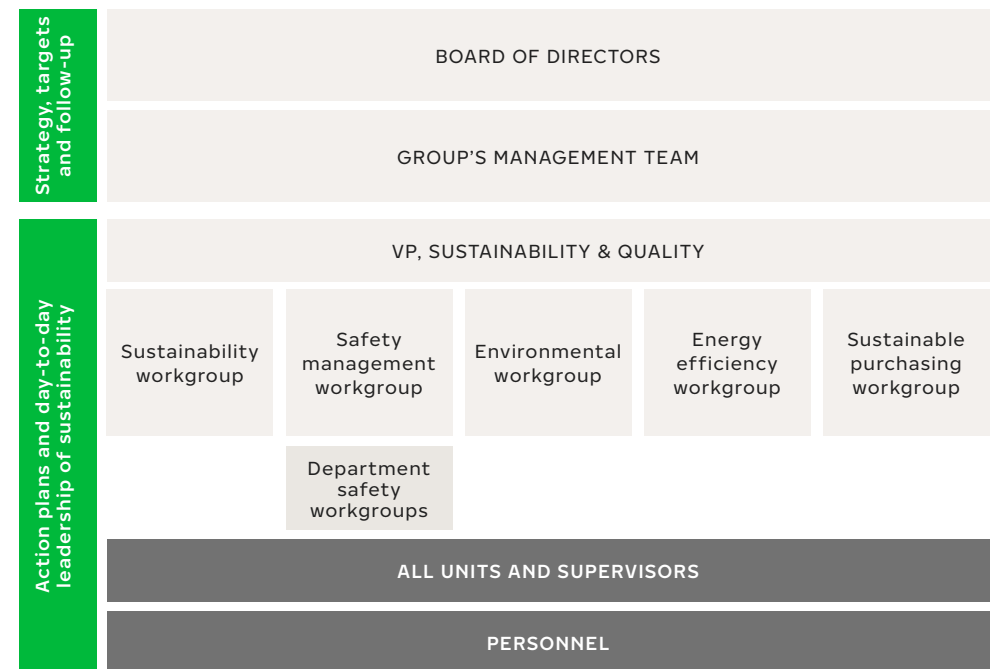 Strategy, targets
and follow-up
BOARD OF DIRECTORS
GROUP’S MANAGEMENT TEAM
Action plans and day-to-day
leadership of sustainability
VP, SUSTAINABILITY & QUALITY
Sustainability
workgroup
Safety
management
workgroup
Environmental
workgroup
Energy
efficiency
workgroup
Sustainable
purchasing
workgroup
Department
safety
workgroups
ALL UNITS AND SUPERVISORS
PERSONNEL